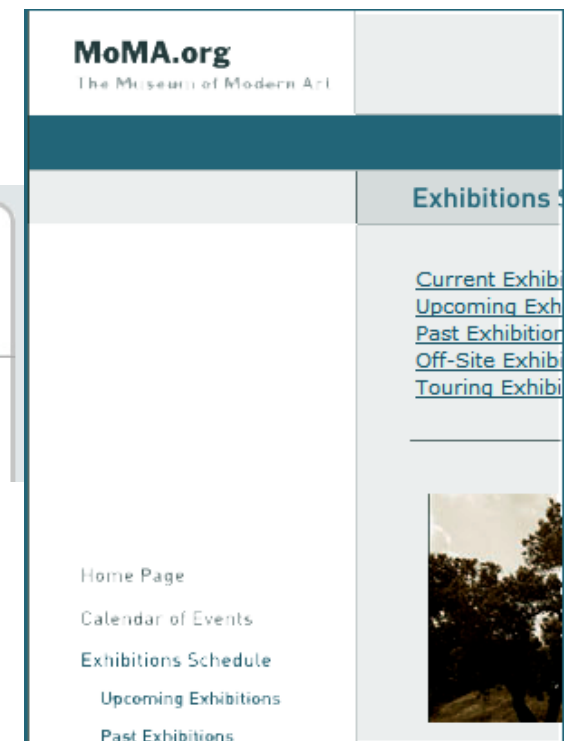 MoMA.org
The Museum of Modern Art
Exhibitions
Current Exhibi
Upcoming Exh
Past Exhibition
Off-Site Exhibi
Touring Exhibi
Home Page
Calendar of Events
Exhibitions Schedule
Upcoming Exhibitions
Past Exhibitions